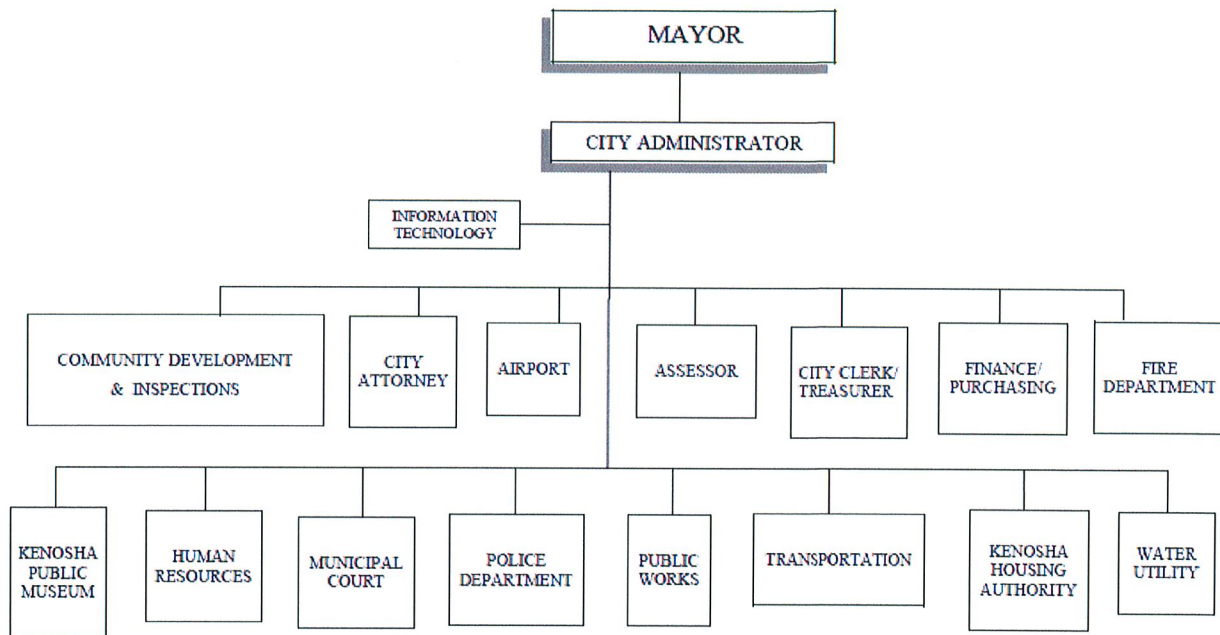 MAYOR
CITY ADMINISTRATOR
INFORMATION
TECHNOLOGY
COMMUNITY DEVELOPMENT
& INSPECTIONS
CITY
ATTORNEY
AIRPORT
ASSESSOR
CITY CLERK/
TREASURER
FINANCE/
PURCHASING
FIRE
DEPARTMENT
KENOSHA
PUBLIC
MUSEUM
HUMAN
RESOURCES
MUNICIPAL
COURT
POLICE
DEPARTMENT
PUBLIC
WORKS
TRANSPORTATION
KENOSHA
HOUSING
AUTHORITY
WATER
UTILITY